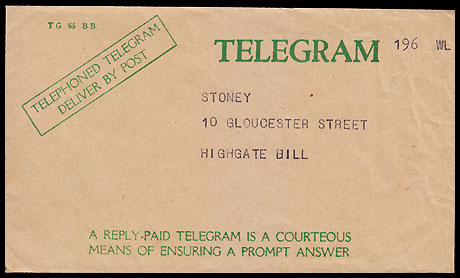 TG 65 BB.
TELEPHONED TELEGRAM
DELIVER BY POST
TELEGRAM 196 WL
STONEY
10 GLOUCESTER STREET
HIGHGATE BILL
A REPLY-PAID TELEGRAM IS A COURTEOUS
MEANS OF ENSURING A PROMPT ANSWER